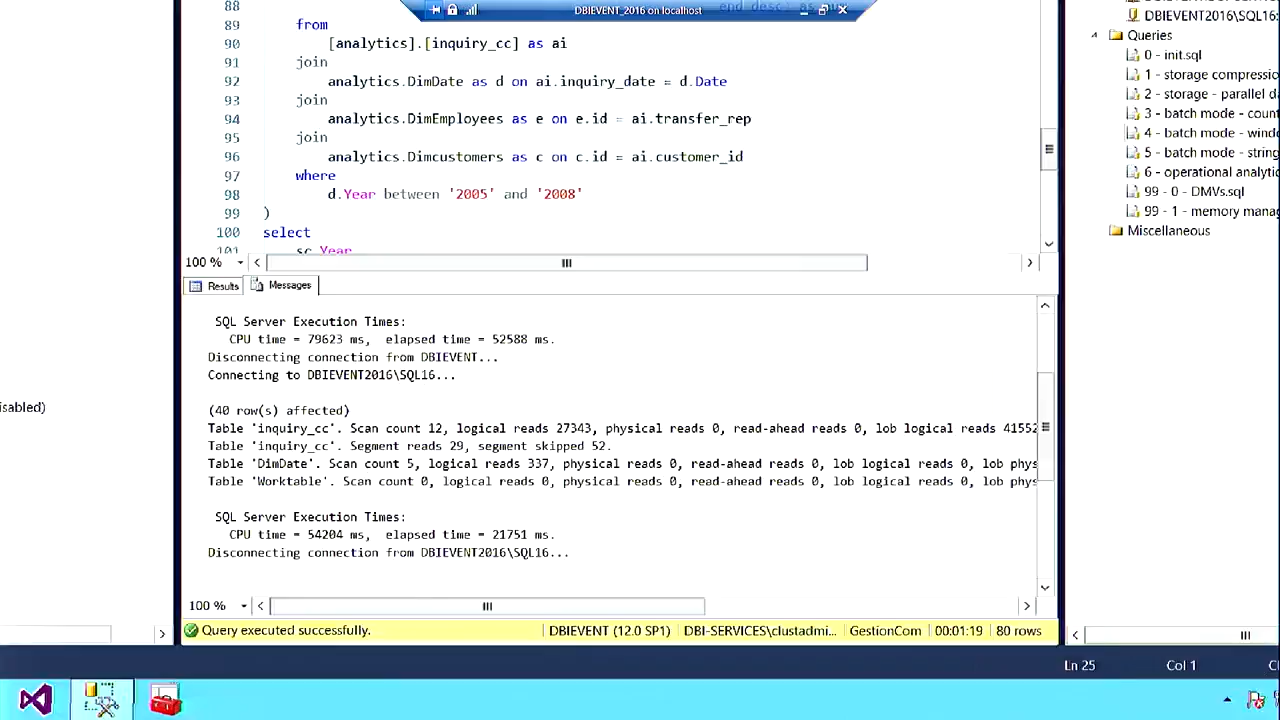 DBIEVENT_2016 on localhost
88
89 from
90 [analytics].[inquiry_cc] as ai
91 join
92 analytics.DimDate as d on ai.inquiry_date = d.Date
93 join
94 analytics.DimEmployees as e on e.id = ai.transfer_rep
95 join
96 analytics.Dimcustomers as c on c.id = ai.customer_id
97 where
98 d.Year between '2005' and '2008'
99 )
100 select
101 sc.Year
100 %
Results Messages
SQL Server Execution Times:
CPU time = 79623 ms, elapsed time = 52588 ms.
Disconnecting connection from DBIEVENT...
Connecting to DBIEVENT2016\SQL16...
(40 row(s) affected)
Table 'inquiry_cc'. Scan count 12, logical reads 27343, physical reads 0, read-ahead reads 0, lob logical reads 41552
Table 'inquiry_cc'. Segment reads 29, segment skipped 52.
Table 'DimDate'. Scan count 5, logical reads 337, physical reads 0, read-ahead reads 0, lob logical reads 0, lob phys
Table 'Worktable'. Scan count 0, logical reads 0, physical reads 0, read-ahead reads 0, lob logical reads 0, lob phys
SQL Server Execution Times:
CPU time = 54204 ms, elapsed time = 21751 ms.
Disconnecting connection from DBIEVENT2016\SQL16...
100 %
Query executed successfully. DBIEVENT (12.0 SP1) DBI-SERVICES\clustadmi... GestionCom 00:01:19 80 rows
isabled)
DBIEVENT2016\SQL16
Queries
0 - init.sql
1 - storage compressio
2 - storage - parallel da
3 - batch mode - coun
4 - batch mode - windo
5 - batch mode - string
6 - operational analytic
99 - 0 - DMVs.sql
99 - 1 - memory manag
Miscellaneous
Ln 25 Col 1